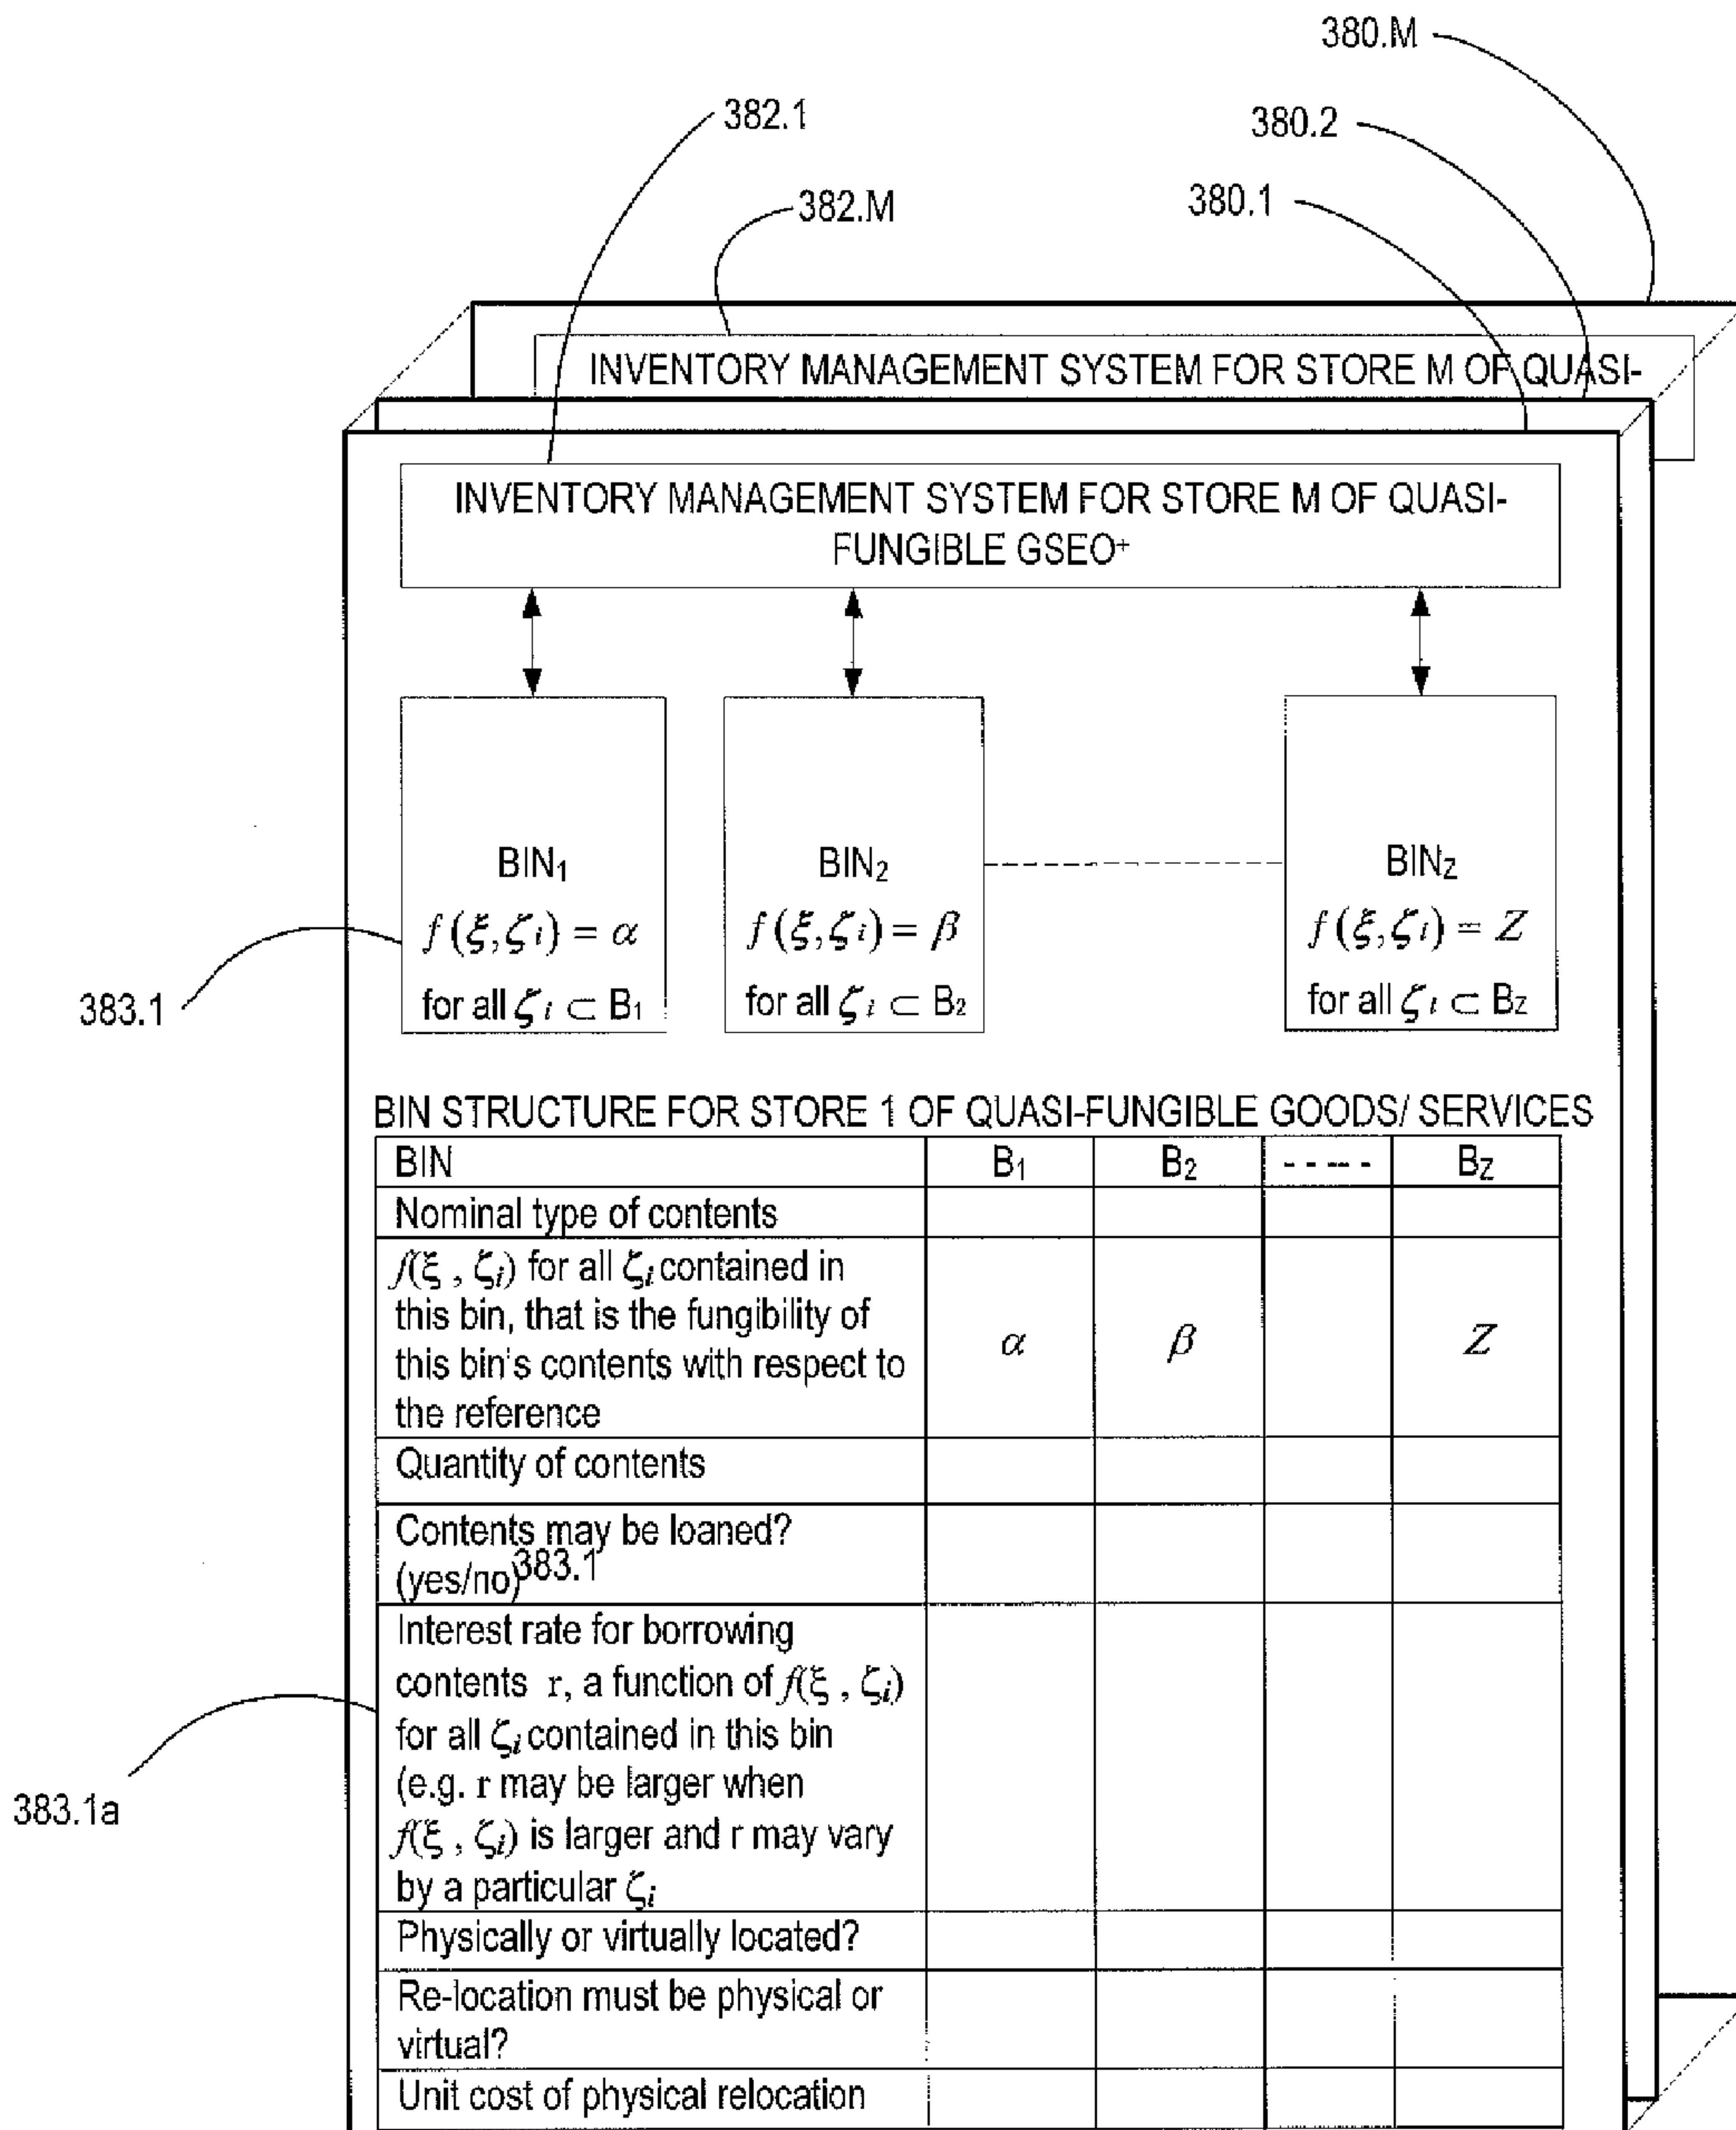 380.M
382.1
380.2
382.M
380.1
INVENTORY MANAGEMENT SYSTEM FOR STORE M OF QUASI-
INVENTORY MANAGEMENT SYSTEM FOR STORE M OF QUASI-
FUNGIBLE GSEO⁺
BIN₁
f(ξ,ζi) = α
for all ζi ⊂ B₁
BIN₂
f(ξ,ζi) = β
for all ζi ⊂ B₂
BINZ
f(ξ,ζi) = Z
for all ζi ⊂ BZ
383.1
BIN STRUCTURE FOR STORE 1 OF QUASI-FUNGIBLE GOODS/ SERVICES
BIN B₁ B₂ - - - - - BZ
Nominal type of contents
f(ξ , ζi) for all ζi contained in
this bin, that is the fungibility of
this bin's contents with respect to
the reference
α β Z
Quantity of contents
Contents may be loaned?
(yes/no)
383.1
Interest rate for borrowing
contents r, a function of f(ξ , ζi)
for all ζi contained in this bin
(e.g. r may be larger when
f(ξ , ζi) is larger and r may vary
by a particular ζi
383.1a
Physically or virtually located?
Re-location must be physical or
virtual?
Unit cost of physical relocation